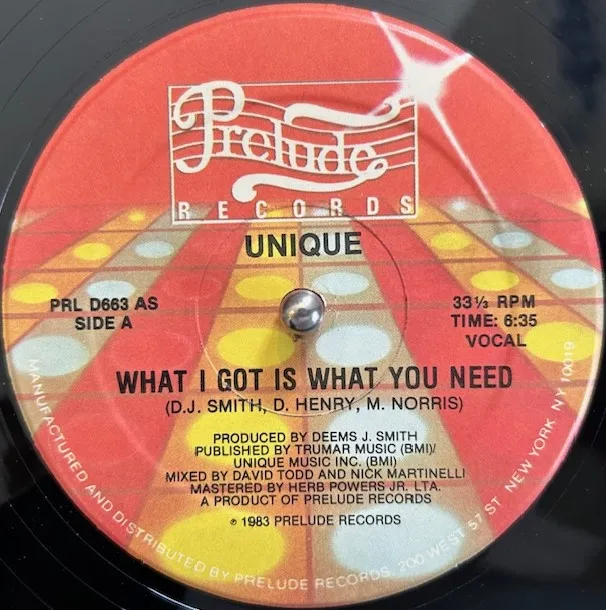 Prelude
RECORDS
UNIQUE
PRL D663 AS
SIDE A
33⅓ RPM
TIME: 6:35
VOCAL
WHAT I GOT IS WHAT YOU NEED
(D.J. SMITH, D. HENRY, M. NORRIS)
PRODUCED BY DEEMS J. SMITH
/PUBLISHED BY TRUMAR MUSIC (BMI)/
UNIQUE MUSIC INC. (BMI)
MIXED BY DAVID TODD AND NICK MARTINELLI
MASTERED BY HERB POWERS JR. LTA.
A PRODUCT OF PRELUDE RECORDS
℗ 1983 PRELUDE RECORDS
MANUFACTURED AND DISTRIBUTED BY PRELUDE RECORDS, 200 WEST 57 ST. NEW YORK, NY 10019